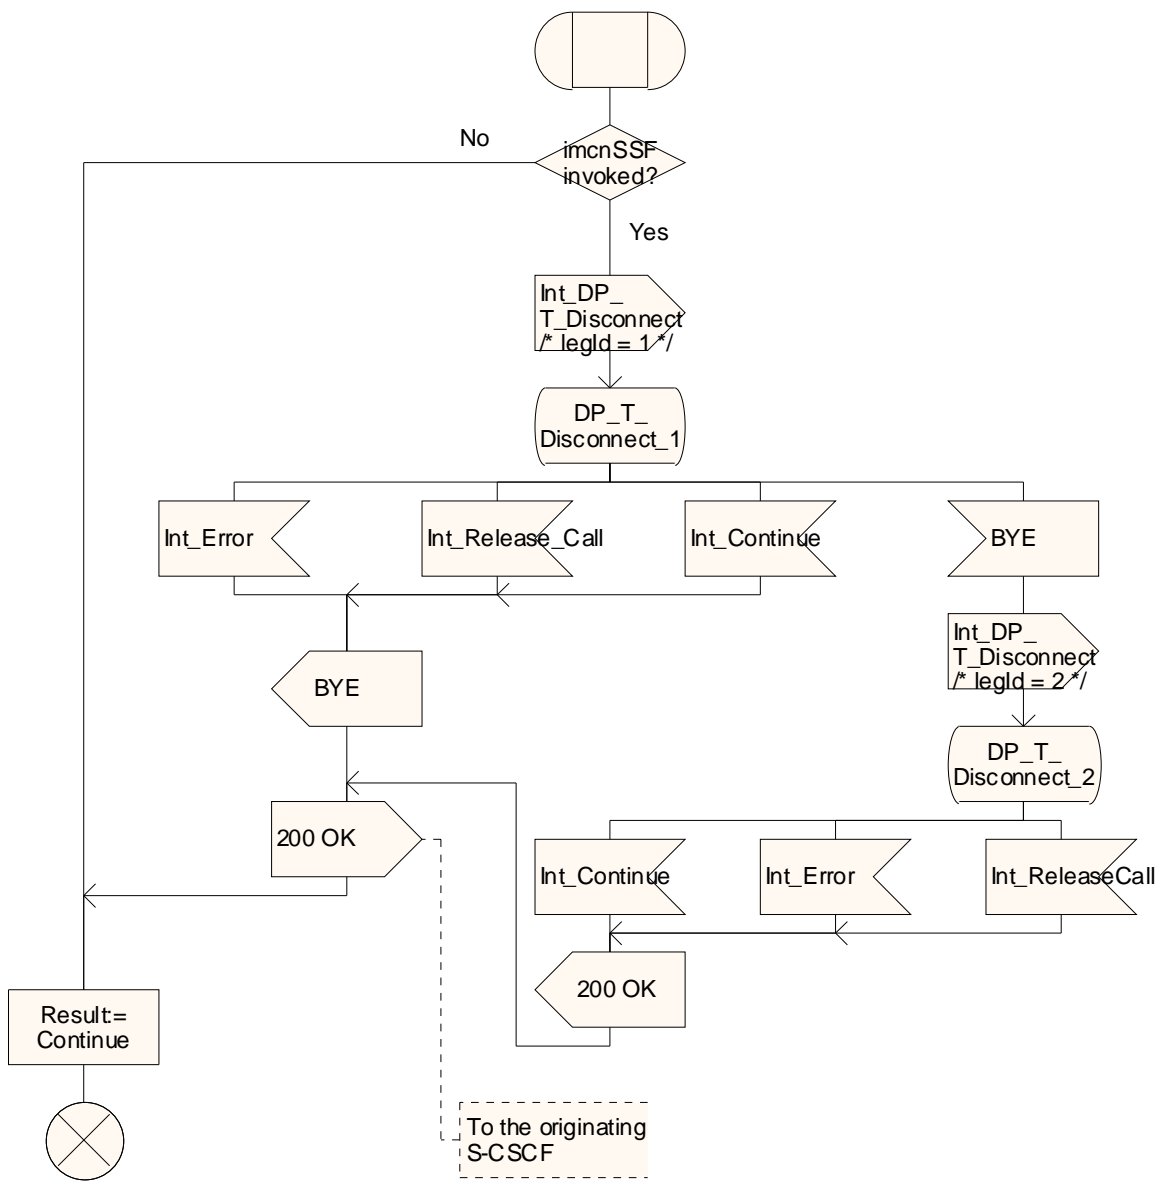 No
imcnSSF
invoked?
Yes
Int_DP_
T_Disconnect
/* legId = 1 */
DP_T_
Disconnect_1
Int_Error
Int_Release_Call
Int_Continue
BYE
Int_DP_
T_Disconnect
/* legId = 2 */
BYE
DP_T_
Disconnect_2
200 OK
Int_Continue
Int_Error
Int_ReleaseCall
200 OK
Result:=
Continue
To the originating
S-CSCF